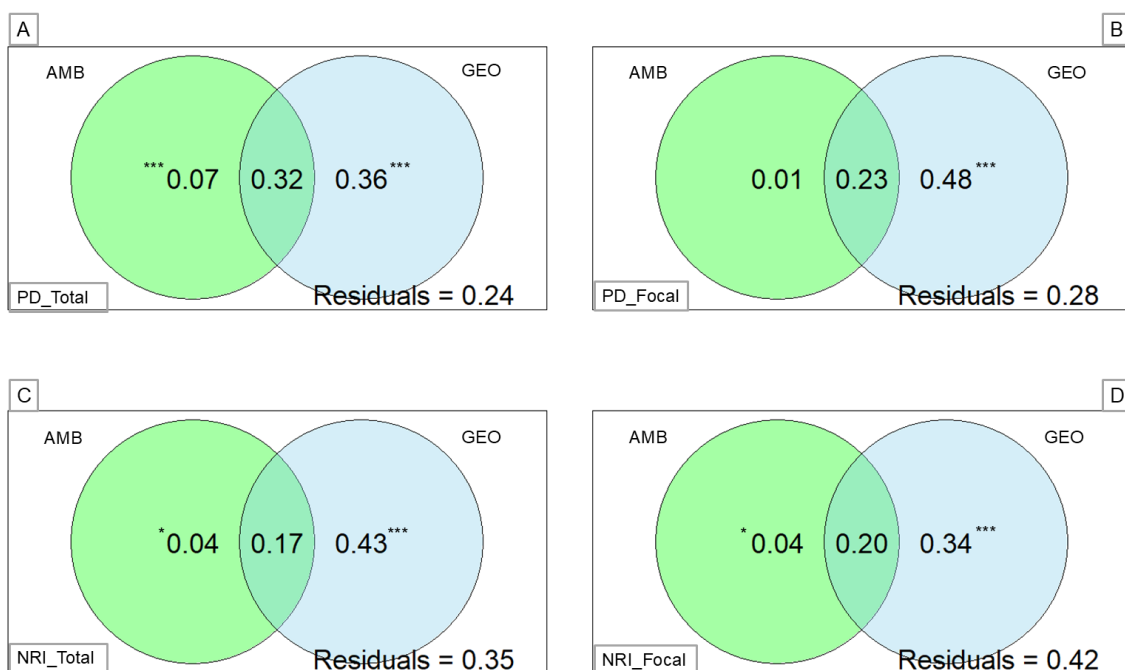 A
AMB
GEO
***0.07
0.32
0.36***
PD_Total
Residuals = 0.24
B
AMB
GEO
0.01
0.23
0.48***
PD_Focal
Residuals = 0.28
C
AMB
GEO
*0.04
0.17
0.43***
NRI_Total
Residuals = 0.35
D
AMB
GEO
*0.04
0.20
0.34***
NRI_Focal
Residuals = 0.42